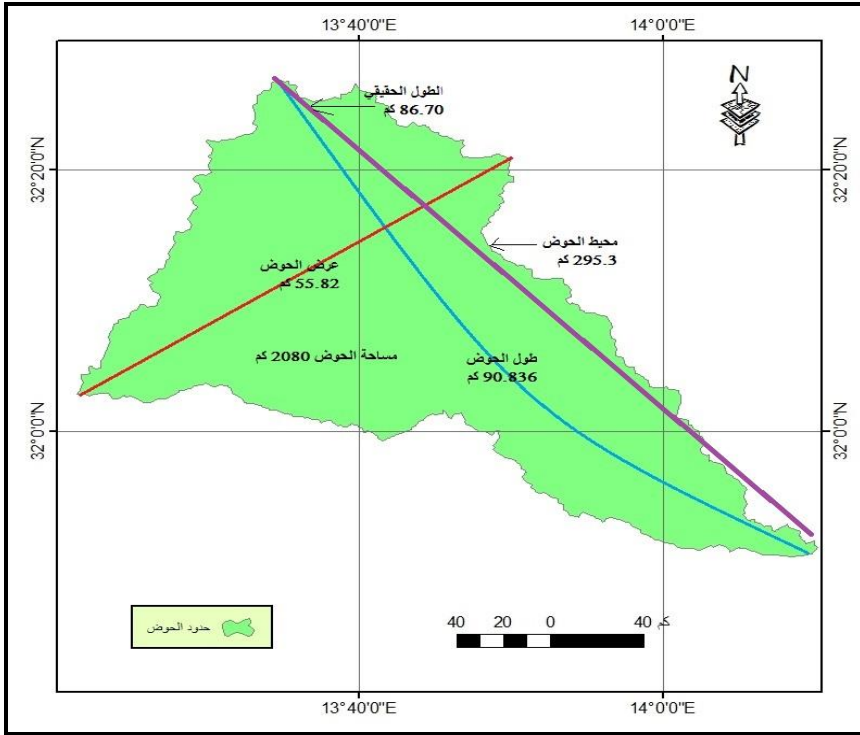 13°40'0"E
14°0'0"E
N
الطول الحقيقي
86.70 كم
32°20'0"N
32°20'0"N
محيط الحوض
295.3 كم
عرض الحوض
55.82 كم
مساحة الحوض 2080 كم
طول الحوض
90.836 كم
32°0'0"N
32°0'0"N
حدود الحوض
40 20 0 40 كم
13°40'0"E
14°0'0"E